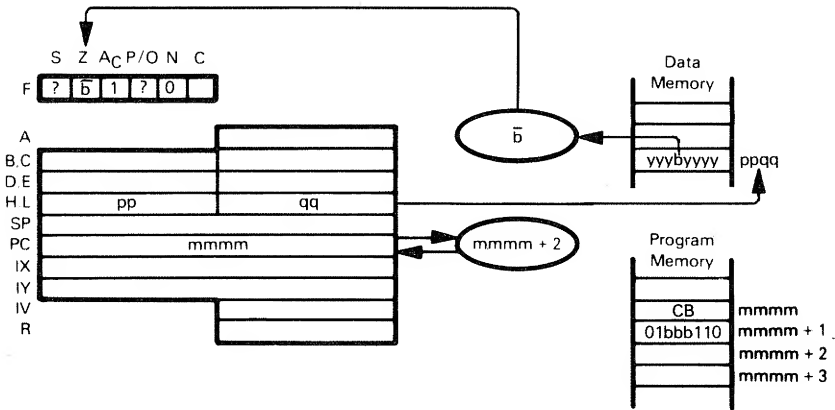 S Z AC P/O N C
F ? b̅ 1 ? 0
Data
Memory
A
b̅
B,C
yyybyyyy ppqq
D,E
H,L pp qq
SP
PC mmmm
mmmm + 2
Program
Memory
IX
IY
IV
CB mmmm
R
01bbb110 mmmm + 1
mmmm + 2
mmmm + 3